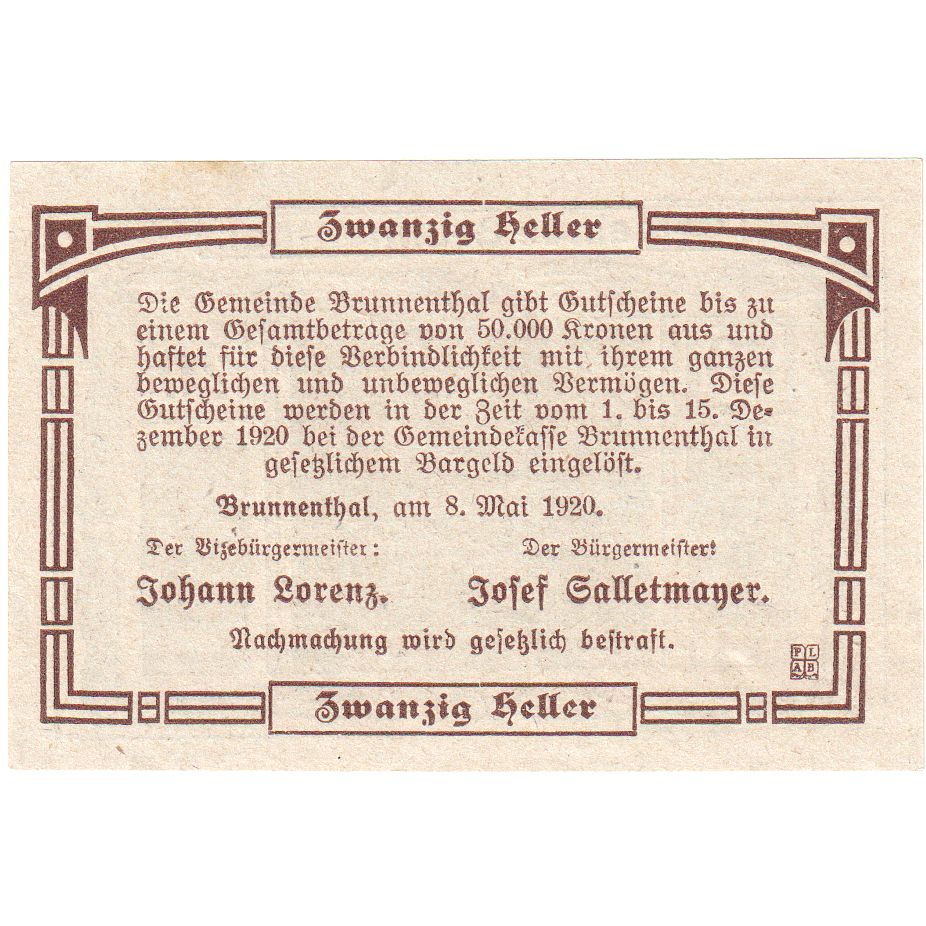 Zwanzig Heller
Die Gemeinde Brunnenthal gibt Gutscheine bis zu
einem Gesamtbetrage von 50.000 Kronen aus und
haftet für diese Verbindlichkeit mit ihrem ganzen
beweglichen und unbeweglichen Vermögen. Diese
Gutscheine werden in der Zeit vom 1. bis 15. De-
zember 1920 bei der Gemeindekasse Brunnenthal in
gesetzlichem Bargeld eingelöst.
Brunnenthal, am 8. Mai 1920.
Der Vizebürgermeister: Der Bürgermeister:
Johann Lorenz. Josef Salletmayer.
Nachmachung wird gesetzlich bestraft.
P L
A B
Zwanzig Heller